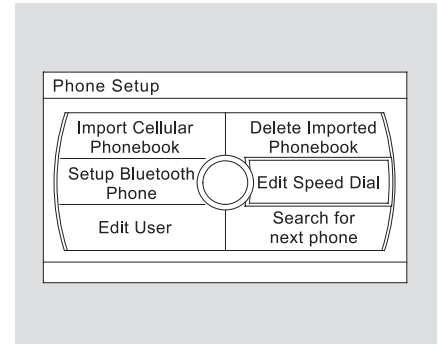 Phone Setup
Import Cellular
Phonebook
Delete Imported
Phonebook
Setup Bluetooth
Phone
Edit Speed Dial
Edit User
Search for
next phone